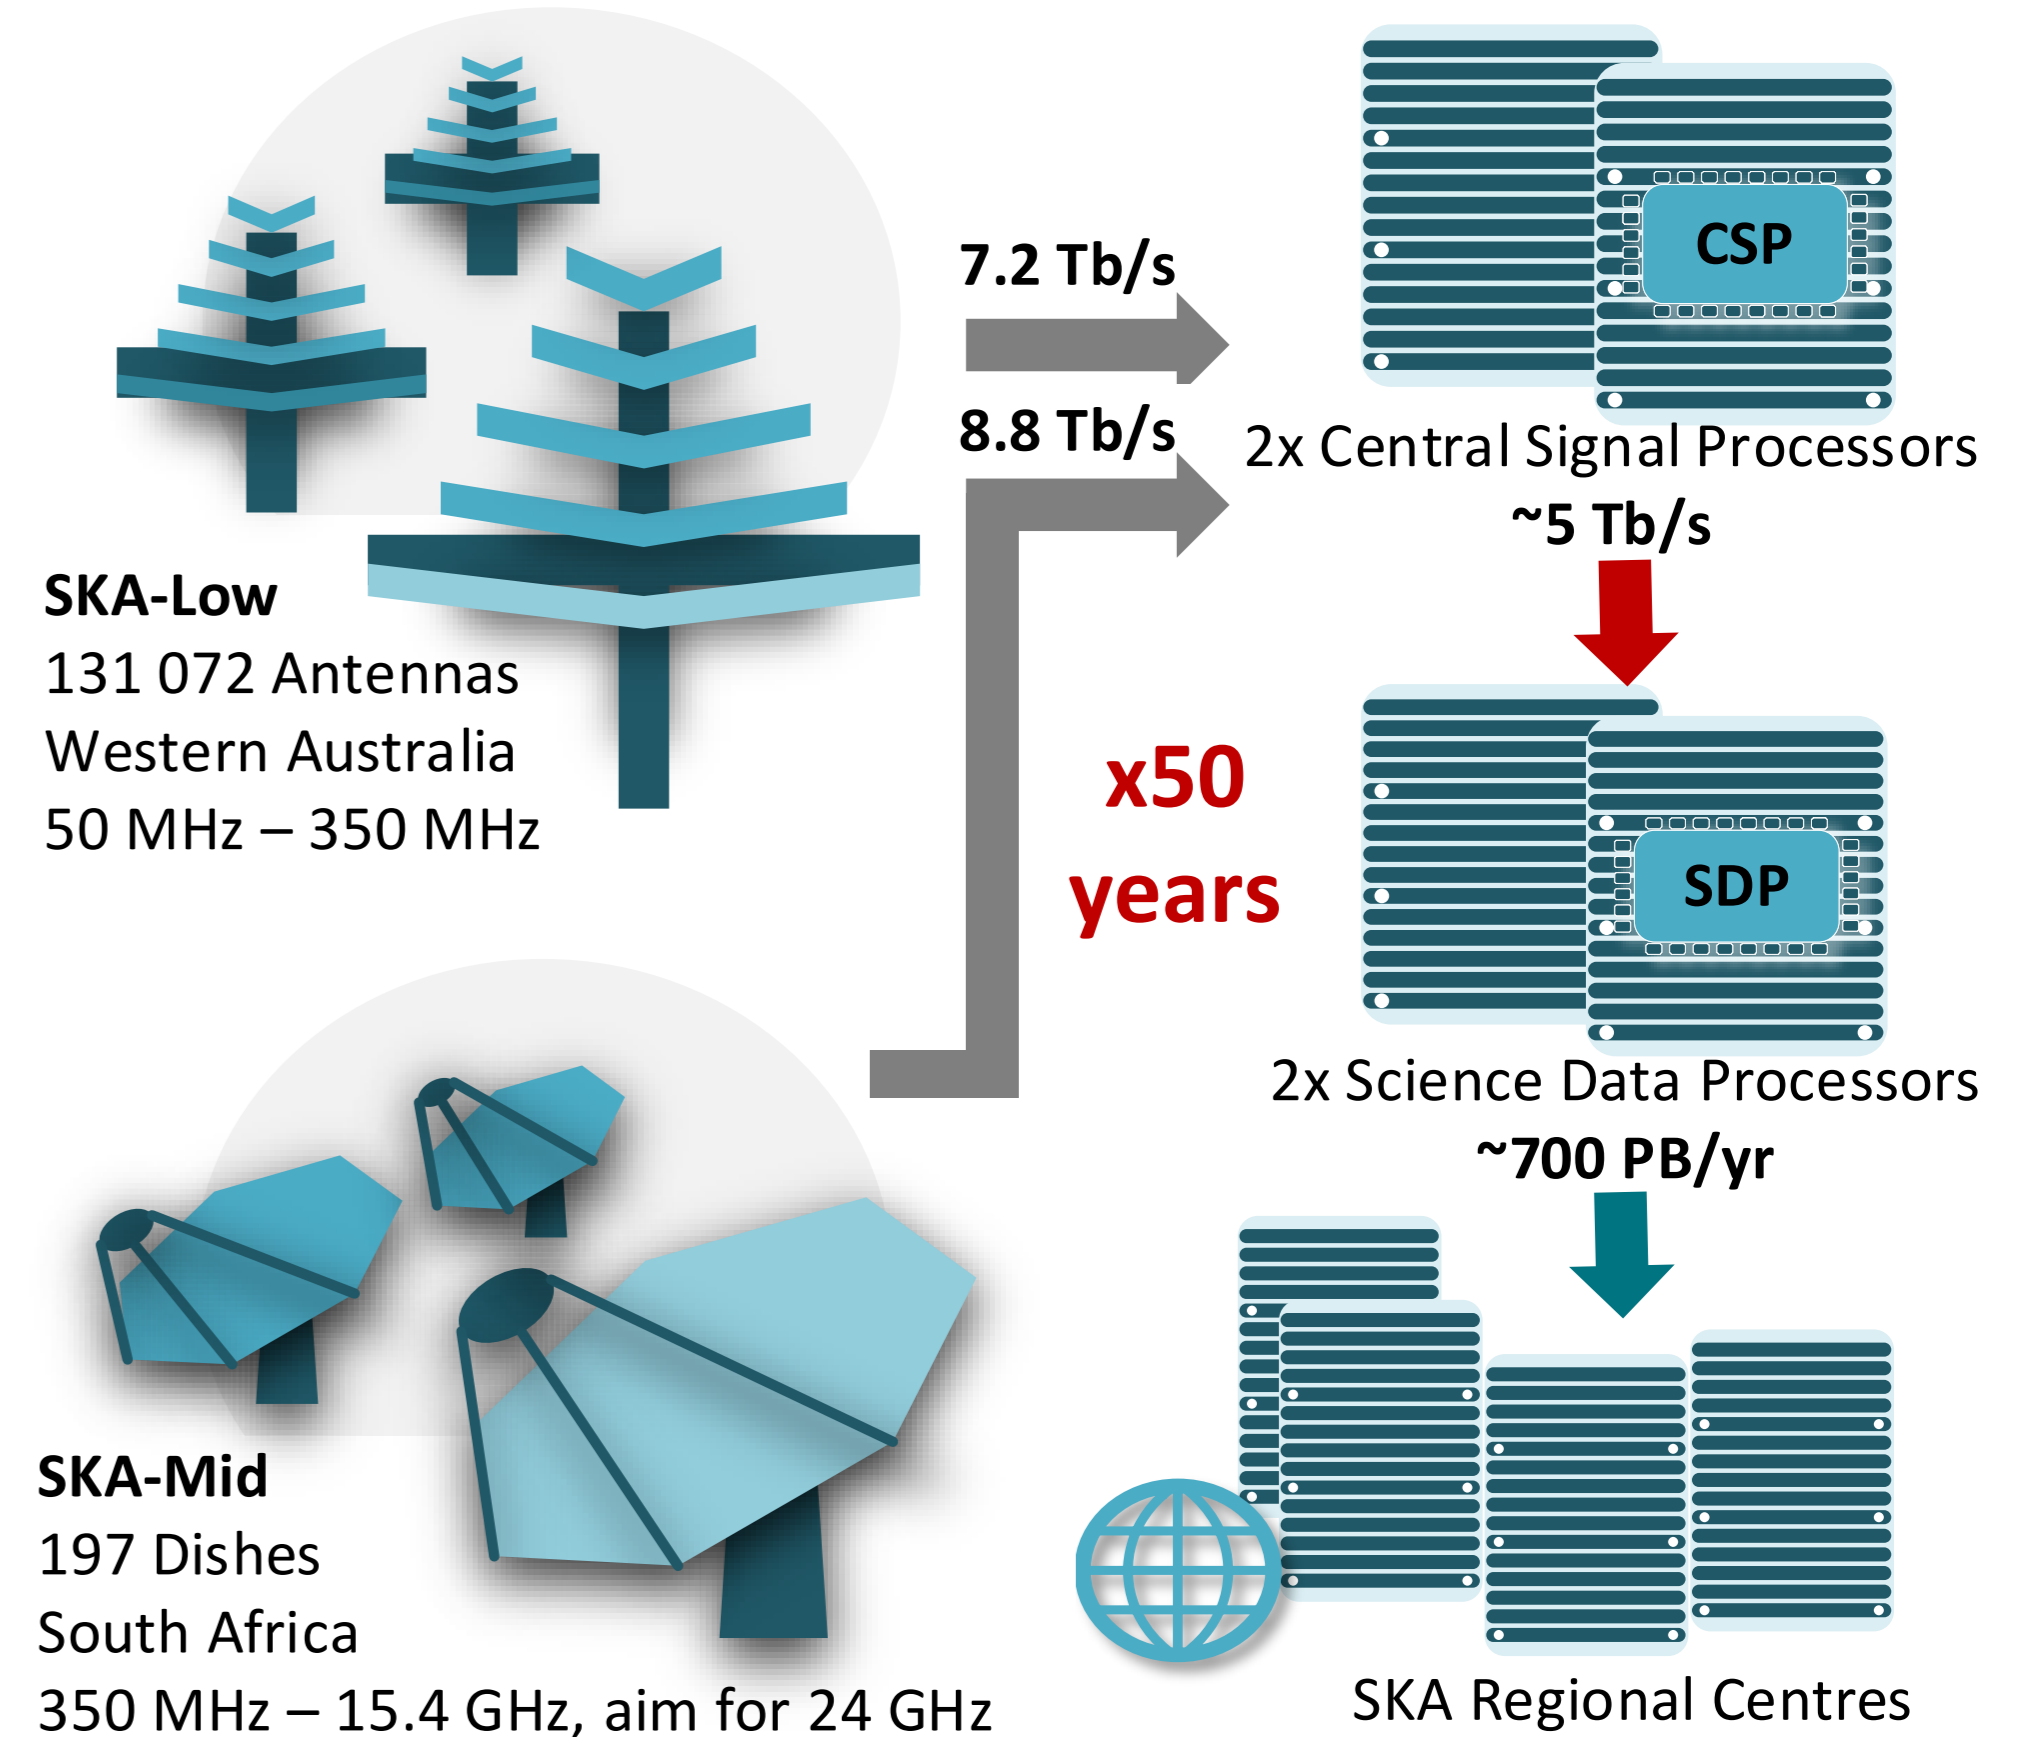 SKA-Low
131 072 Antennas
Western Australia
50 MHz – 350 MHz
7.2 Tb/s
8.8 Tb/s
CSP
2x Central Signal Processors
~5 Tb/s
x50
years
SDP
2x Science Data Processors
~700 PB/yr
SKA-Mid
197 Dishes
South Africa
350 MHz – 15.4 GHz, aim for 24 GHz
SKA Regional Centres